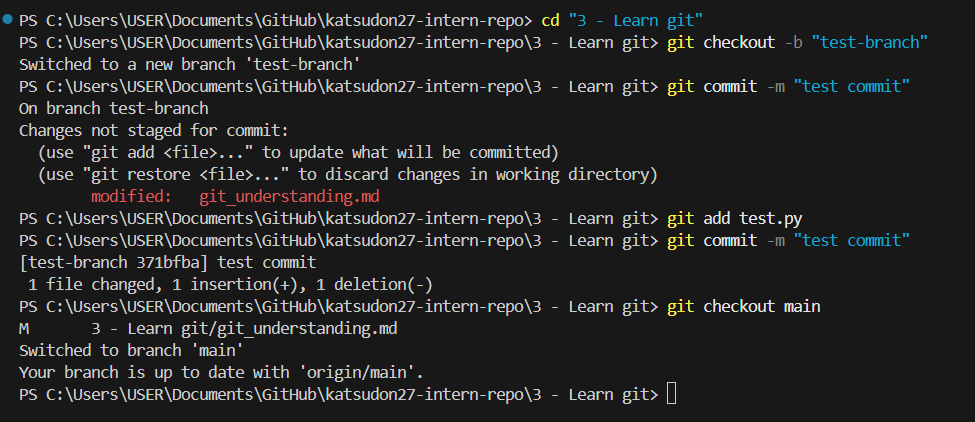 PS C:\Users\USER\Documents\GitHub\katsudon27-intern-repo> cd "3 - Learn git"
PS C:\Users\USER\Documents\GitHub\katsudon27-intern-repo\3 - Learn git> git checkout -b "test-branch"
Switched to a new branch 'test-branch'
PS C:\Users\USER\Documents\GitHub\katsudon27-intern-repo\3 - Learn git> git commit -m "test commit"
On branch test-branch
Changes not staged for commit:
  (use "git add <file>..." to update what will be committed)
  (use "git restore <file>..." to discard changes in working directory)
        modified:   git_understanding.md
PS C:\Users\USER\Documents\GitHub\katsudon27-intern-repo\3 - Learn git> git add test.py
PS C:\Users\USER\Documents\GitHub\katsudon27-intern-repo\3 - Learn git> git commit -m "test commit"
[test-branch 371bfba] test commit
 1 file changed, 1 insertion(+), 1 deletion(-)
PS C:\Users\USER\Documents\GitHub\katsudon27-intern-repo\3 - Learn git> git checkout main
M       3 - Learn git/git_understanding.md
Switched to branch 'main'
Your branch is up to date with 'origin/main'.
PS C:\Users\USER\Documents\GitHub\katsudon27-intern-repo\3 - Learn git>